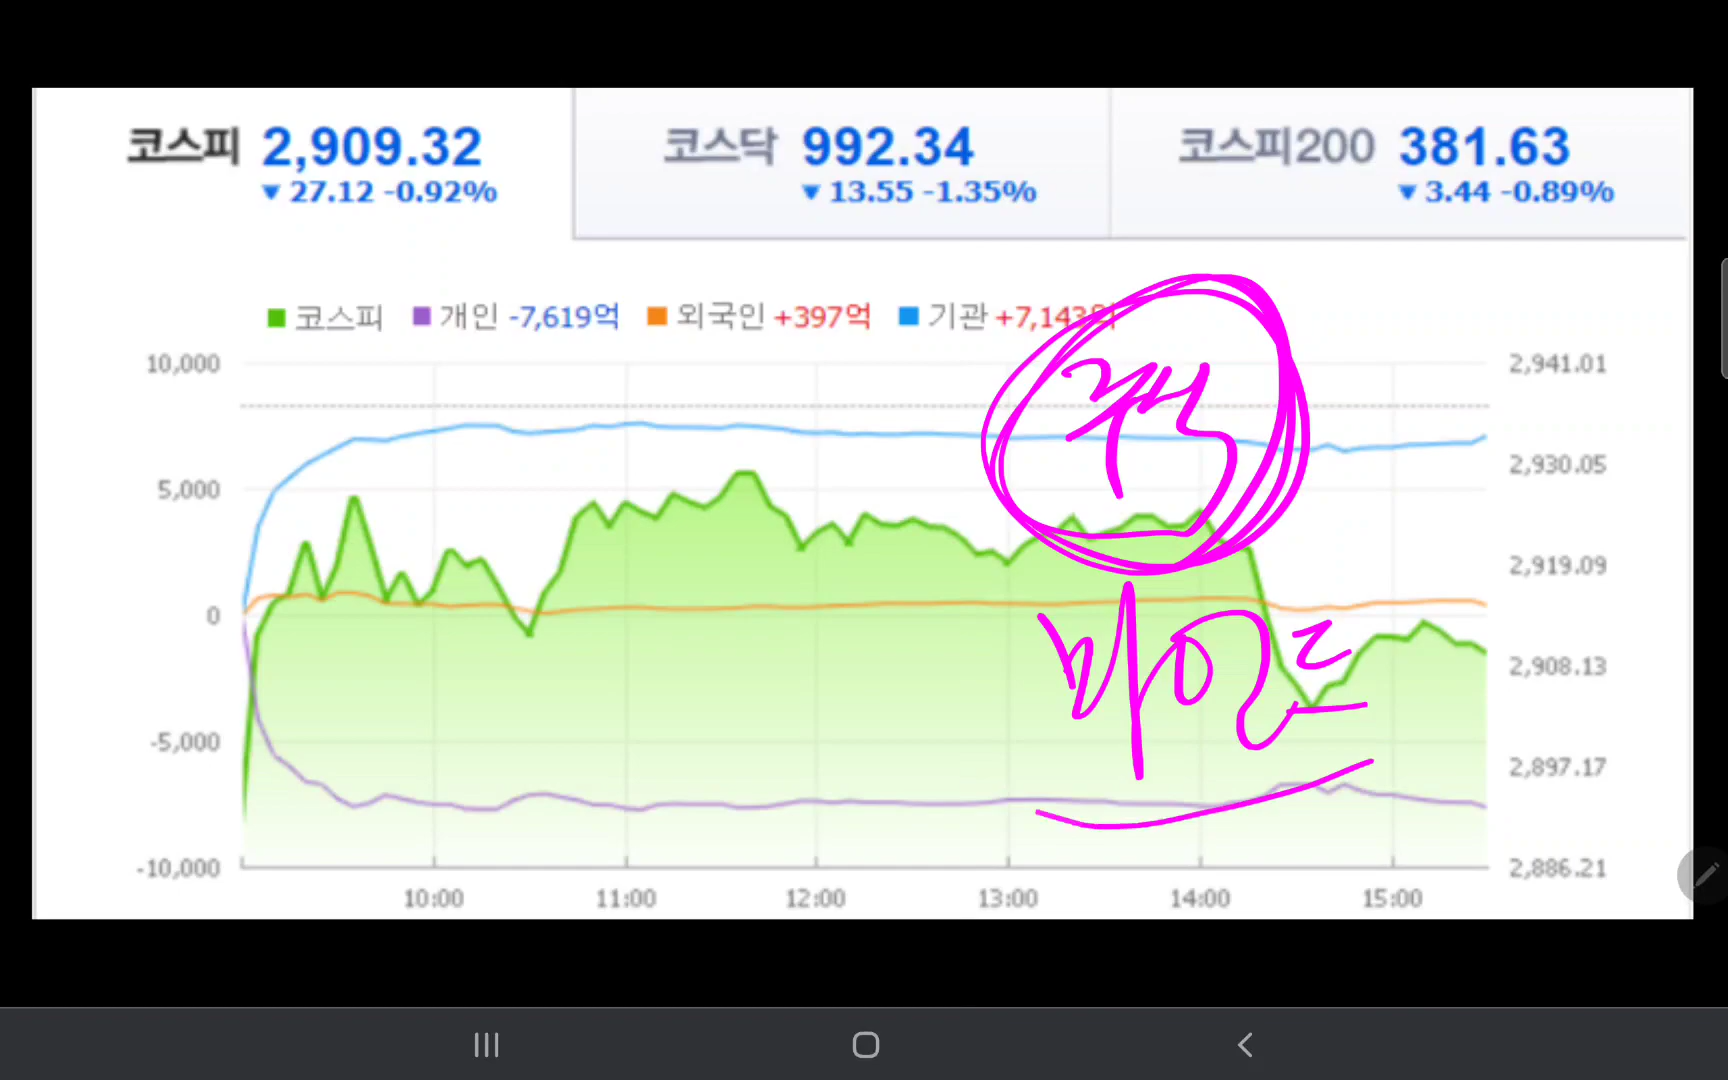 코스피 2,909.32
▼ 27.12 -0.92%
코스닥 992.34
▼ 13.55 -1.35%
코스피200 381.63
▼ 3.44 -0.89%
코스피 개인 -7,619억 외국인 +397억 기관 +7,143억
10,000
5,000
0
-5,000
-10,000
2,941.01
2,930.05
2,919.09
2,908.13
2,897.17
2,886.21
10:00 11:00 12:00 13:00 14:00 15:00